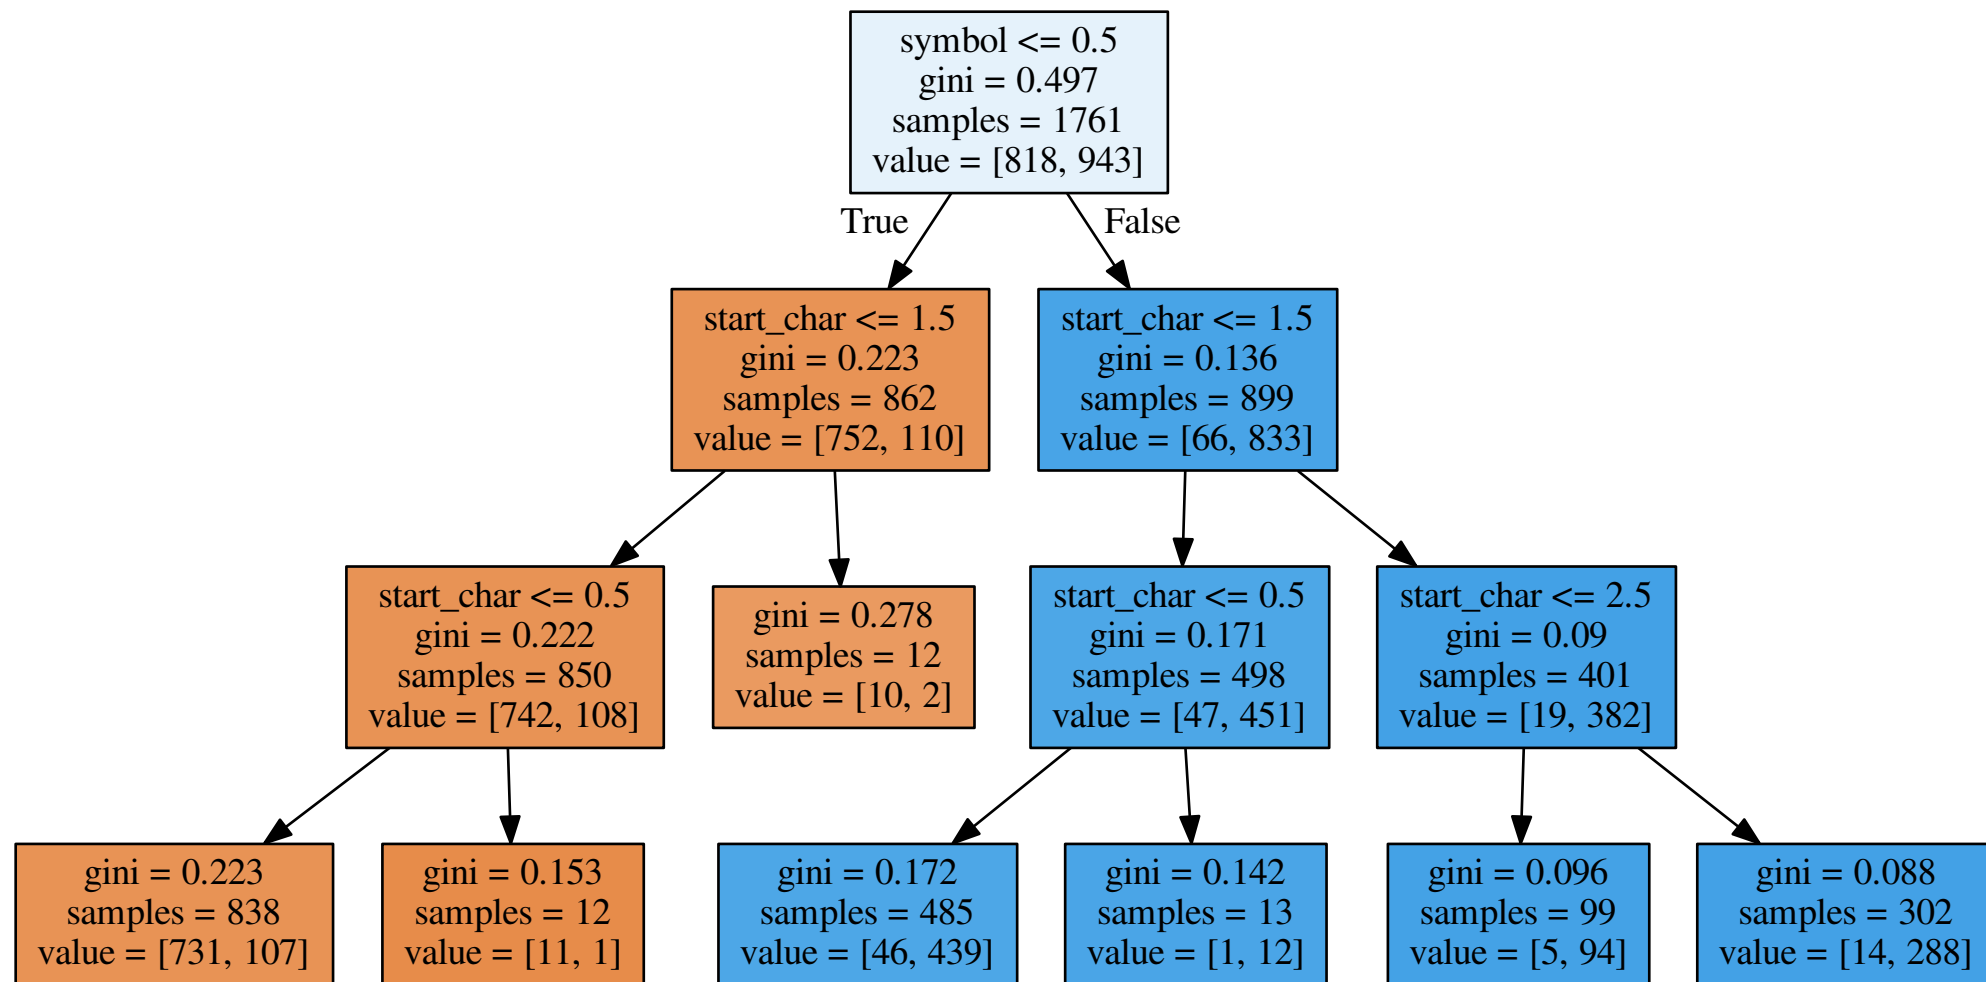 symbol <= 0.5
gini = 0.497
samples = 1761
value = [818, 943]
True
False
start_char <= 1.5
gini = 0.223
samples = 862
value = [752, 110]
start_char <= 1.5
gini = 0.136
samples = 899
value = [66, 833]
start_char <= 0.5
gini = 0.222
samples = 850
value = [742, 108]
gini = 0.278
samples = 12
value = [10, 2]
start_char <= 0.5
gini = 0.171
samples = 498
value = [47, 451]
start_char <= 2.5
gini = 0.09
samples = 401
value = [19, 382]
gini = 0.223
samples = 838
value = [731, 107]
gini = 0.153
samples = 12
value = [11, 1]
gini = 0.172
samples = 485
value = [46, 439]
gini = 0.142
samples = 13
value = [1, 12]
gini = 0.096
samples = 99
value = [5, 94]
gini = 0.088
samples = 302
value = [14, 288]